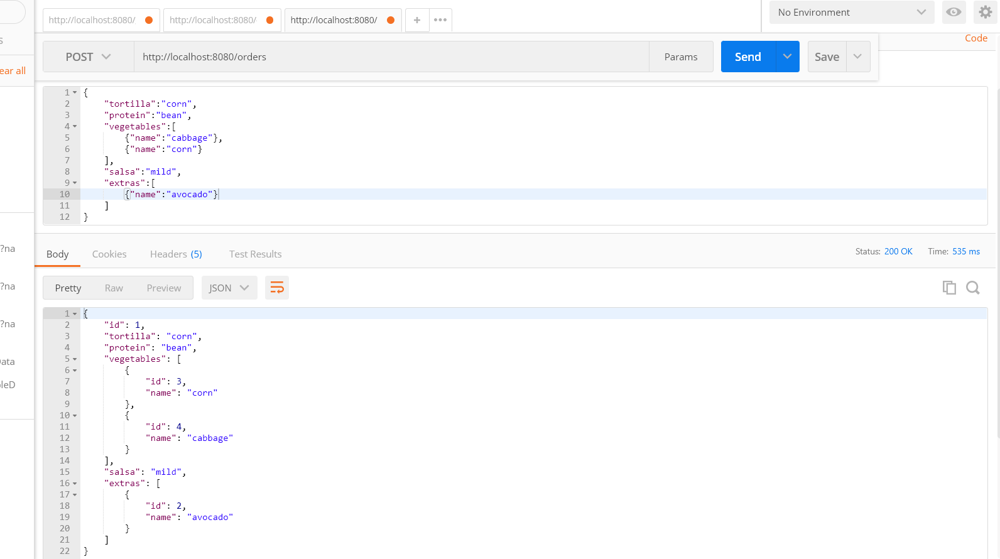 http://localhost:8080/ http://localhost:8080/ http://localhost:8080/ + ••• No Environment
s
Code
POST http://localhost:8080/orders Params Send Save
ear all
1 {
2 "tortilla":"corn",
3 "protein":"bean",
4 "vegetables":[
5 {"name":"cabbage"},
6 {"name":"corn"}
7 ],
8 "salsa":"mild",
9 "extras":[
10 {"name":"avocado"}
11 ]
12 }
?na
Body Cookies Headers (5) Test Results Status: 200 OK Time: 535 ms
?na
Pretty Raw Preview JSON
?na
ata
leD
1 {
2 "id": 1,
3 "tortilla": "corn",
4 "protein": "bean",
5 "vegetables": [
6 {
7 "id": 3,
8 "name": "corn"
9 },
10 {
11 "id": 4,
12 "name": "cabbage"
13 }
14 ],
15 "salsa": "mild",
16 "extras": [
17 {
18 "id": 2,
19 "name": "avocado"
20 }
21 ]
22 }